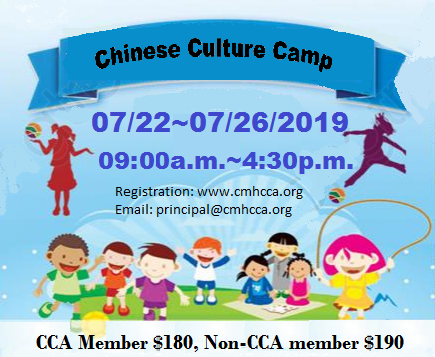 Chinese Culture Camp
07/22~07/26/2019
09:00a.m.~4:30p.m.
Registration: www.cmhcca.org
Email: principal@cmhcca.org
CCA Member $180, Non-CCA member $190